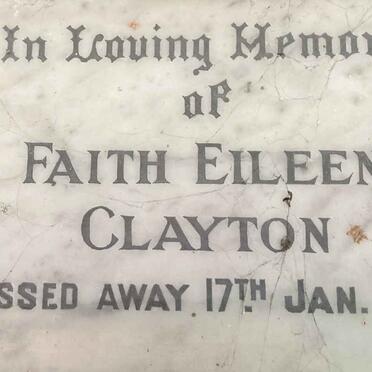 In Loving Memor
of
FAITH EILEEN
CLAYTON
SSED AWAY 17TH JAN.